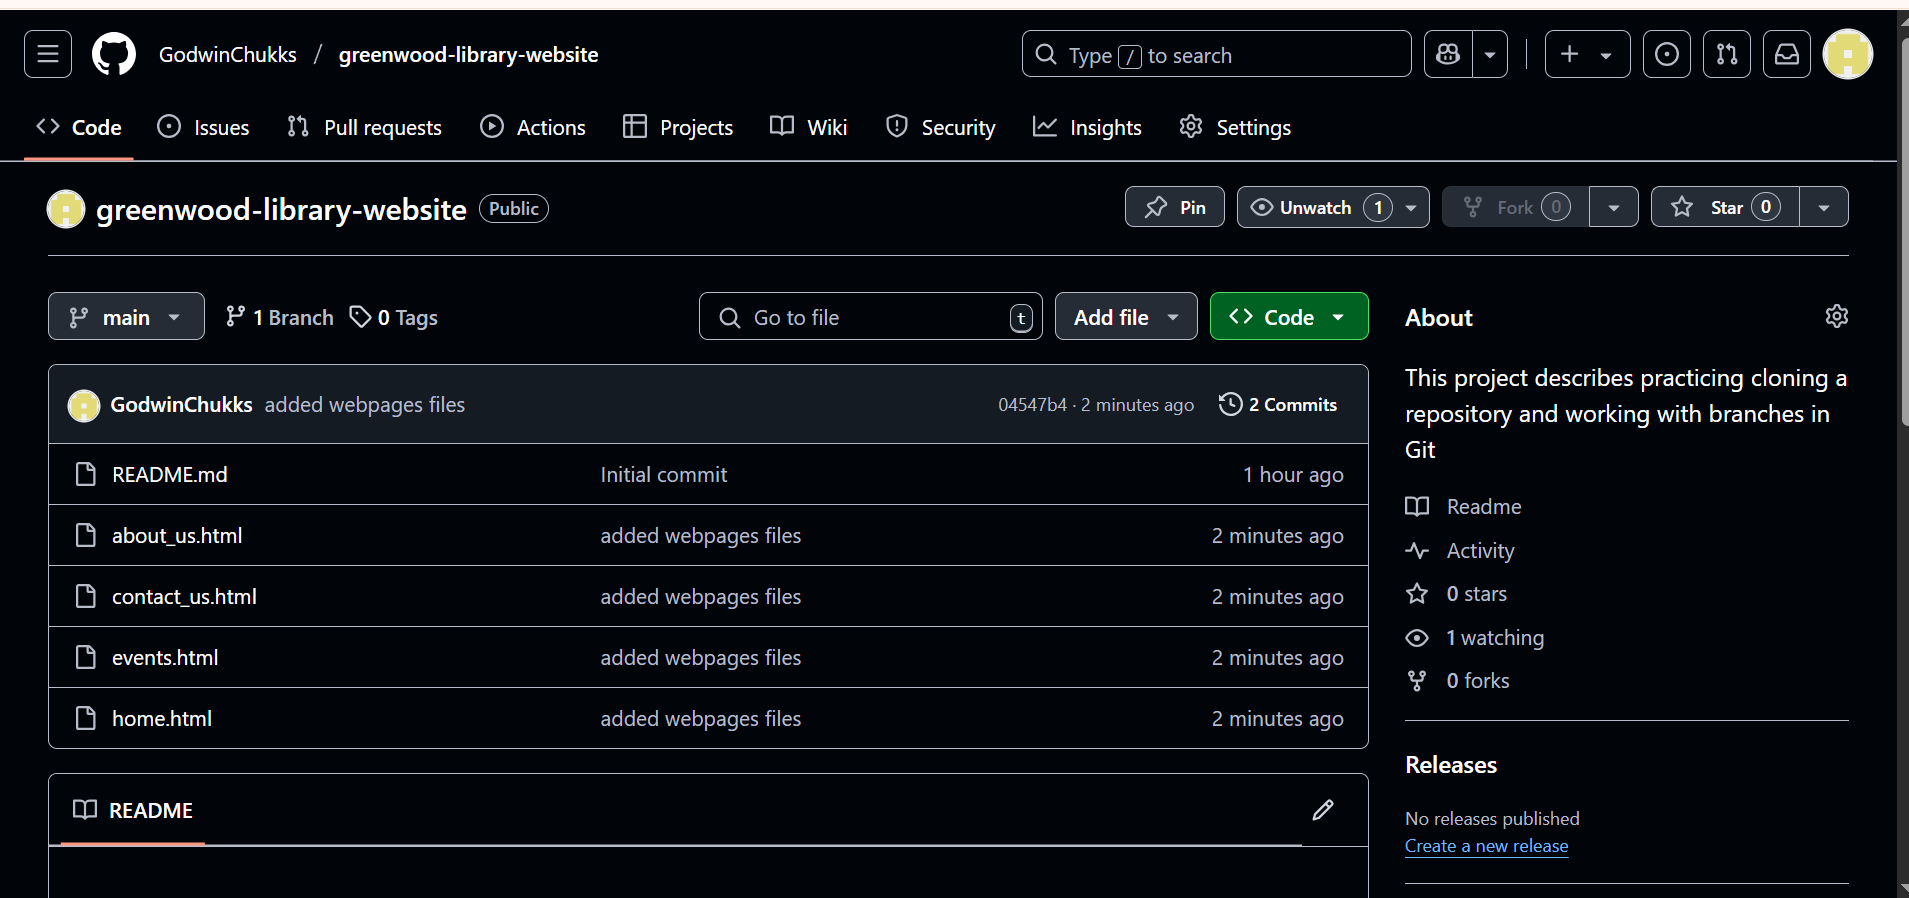 GodwinChukks / greenwood-library-website
Type / to search
Code Issues Pull requests Actions Projects Wiki Security Insights Settings
greenwood-library-website Public
Pin Unwatch 1 Fork 0 Star 0
main 1 Branch 0 Tags Go to file t Add file Code
GodwinChukks added webpages files 04547b4 · 2 minutes ago 2 Commits
README.md Initial commit 1 hour ago
about_us.html added webpages files 2 minutes ago
contact_us.html added webpages files 2 minutes ago
events.html added webpages files 2 minutes ago
home.html added webpages files 2 minutes ago
README
About
This project describes practicing cloning a
repository and working with branches in
Git
Readme
Activity
0 stars
1 watching
0 forks
Releases
No releases published
Create a new release